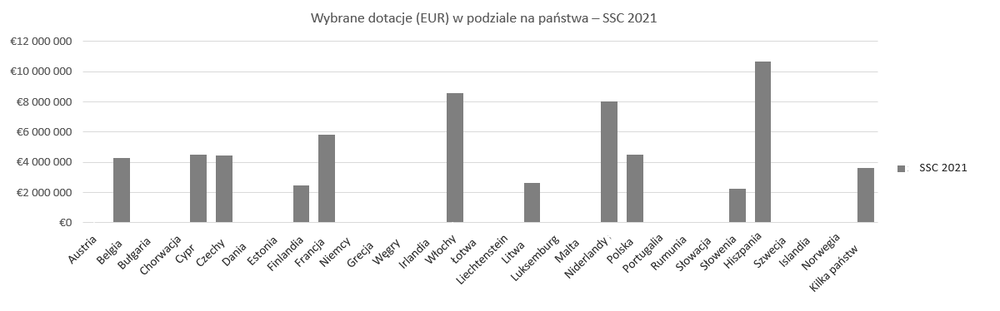 Wybrane dotacje (EUR) w podziale na państwa – SSC 2021
€12 000 000
€10 000 000
€8 000 000
€6 000 000
€4 000 000
€2 000 000
€0
SSC 2021
Austria
Belgia
Bułgaria
Chorwacja
Cypr
Czechy
Dania
Estonia
Finlandia
Francja
Niemcy
Grecja
Węgry
Irlandia
Włochy
Łotwa
Liechtenstein
Litwa
Luksemburg
Malta
Niderlandy
Polska
Portugalia
Rumunia
Słowacja
Słowenia
Hiszpania
Szwecja
Islandia
Norwegia
Kilka państw